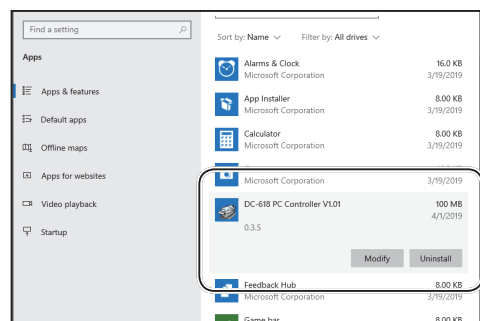 Find a setting
Apps
Apps & features
Default apps
Offline maps
Apps for websites
Video playback
Startup
Sort by: Name Filter by: All drives
Alarms & Clock 16.0 KB
Microsoft Corporation 3/19/2019
App Installer 8.00 KB
Microsoft Corporation 3/19/2019
Calculator 8.00 KB
Microsoft Corporation 3/19/2019
Microsoft Corporation 3/19/2019
DC-618 PC Controller V1.01 100 MB
4/1/2019
0.3.5
Modify Uninstall
Feedback Hub 8.00 KB
Microsoft Corporation 3/19/2019
Game bar 8.00 KB